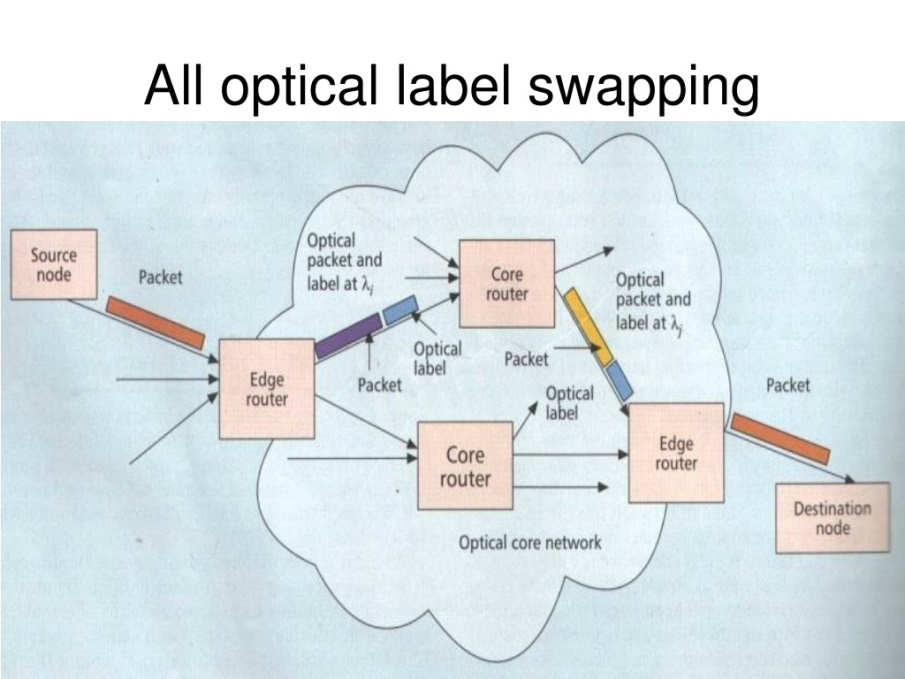 All optical label swapping
Source
node
Packet
Optical
packet and
label at λi
Core
router
Optical
packet and
label at λj
Optical
label
Packet
Packet
Edge
router
Optical
label
Packet
Core
router
Edge
router
Destination
node
Optical core network